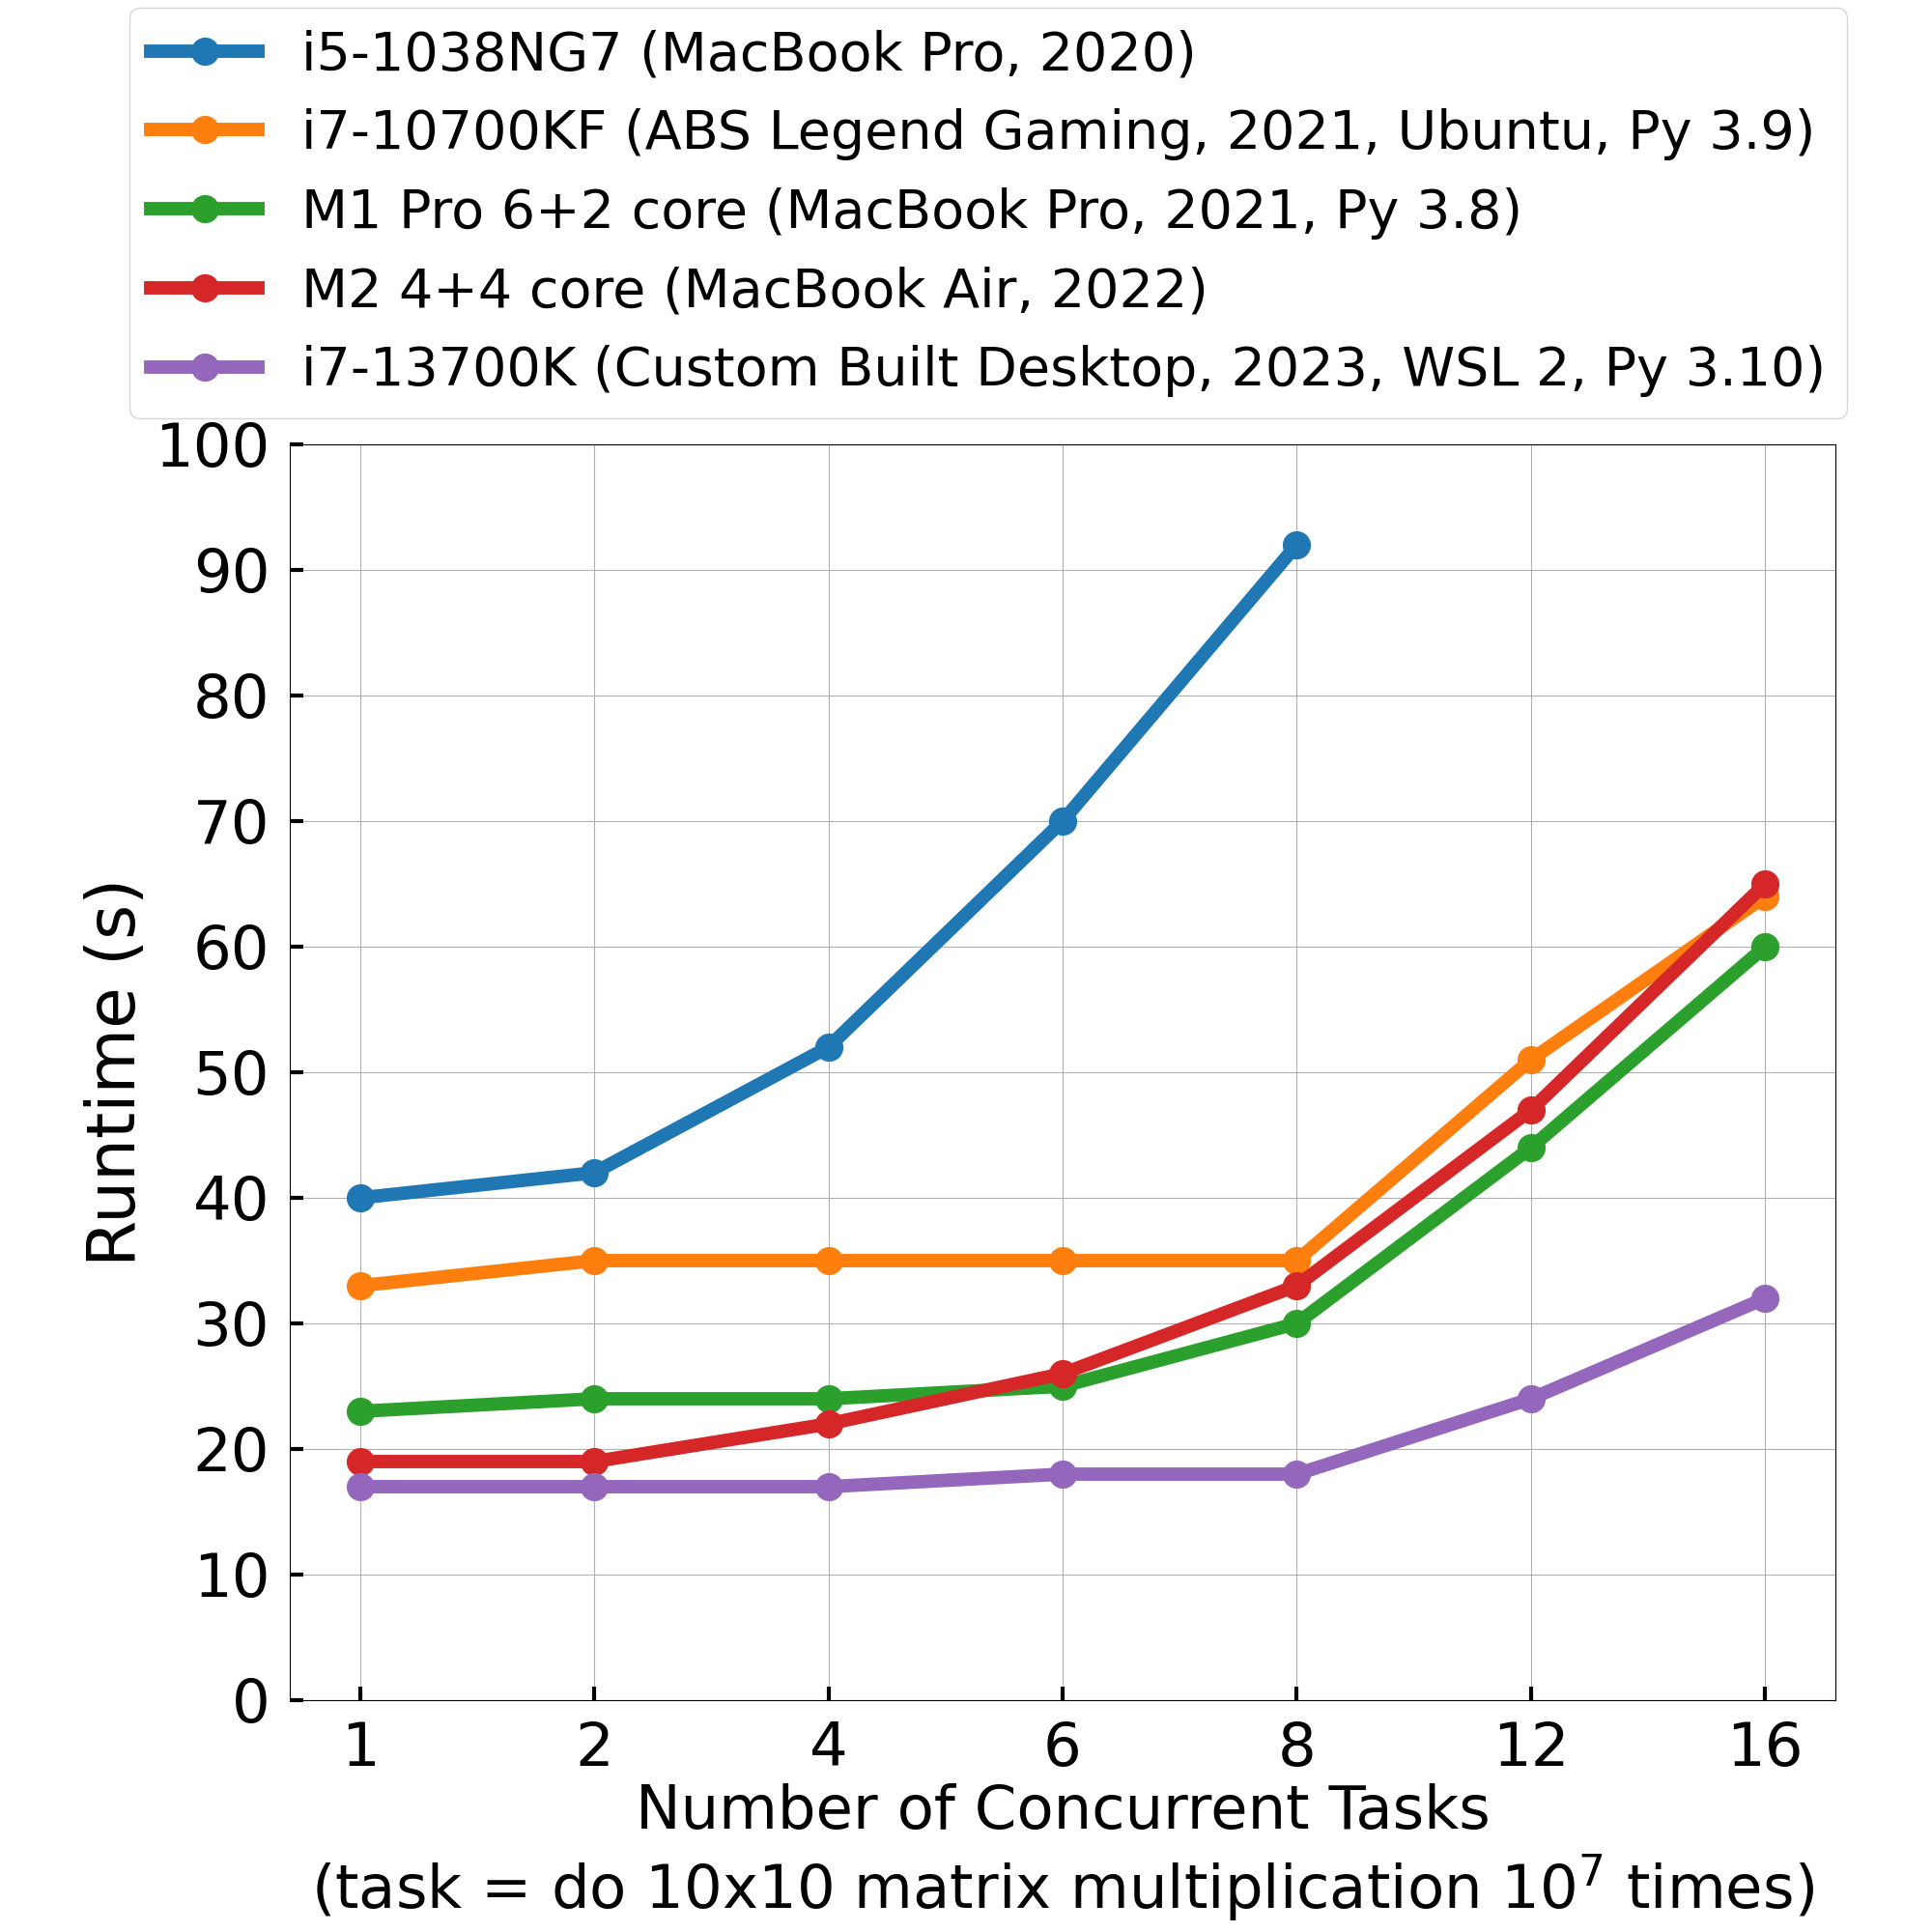 i5-1038NG7 (MacBook Pro, 2020)
i7-10700KF (ABS Legend Gaming, 2021, Ubuntu, Py 3.9)
M1 Pro 6+2 core (MacBook Pro, 2021, Py 3.8)
M2 4+4 core (MacBook Air, 2022)
i7-13700K (Custom Built Desktop, 2023, WSL 2, Py 3.10)
100
90
80
70
60
50
40
30
20
10
0
Runtime (s)
1 2 4 6 8 12 16
Number of Concurrent Tasks
(task = do 10x10 matrix multiplication 10⁷ times)